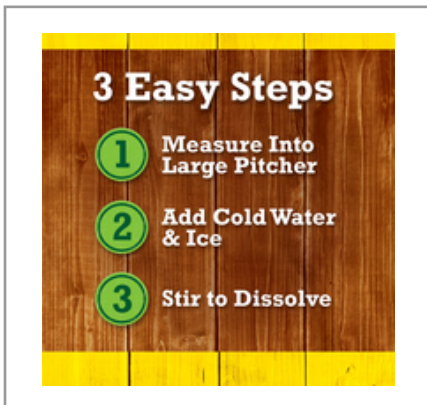 3 Easy Steps
1
Measure Into
Large Pitcher
2
Add Cold Water
& Ice
3
Stir to Dissolve